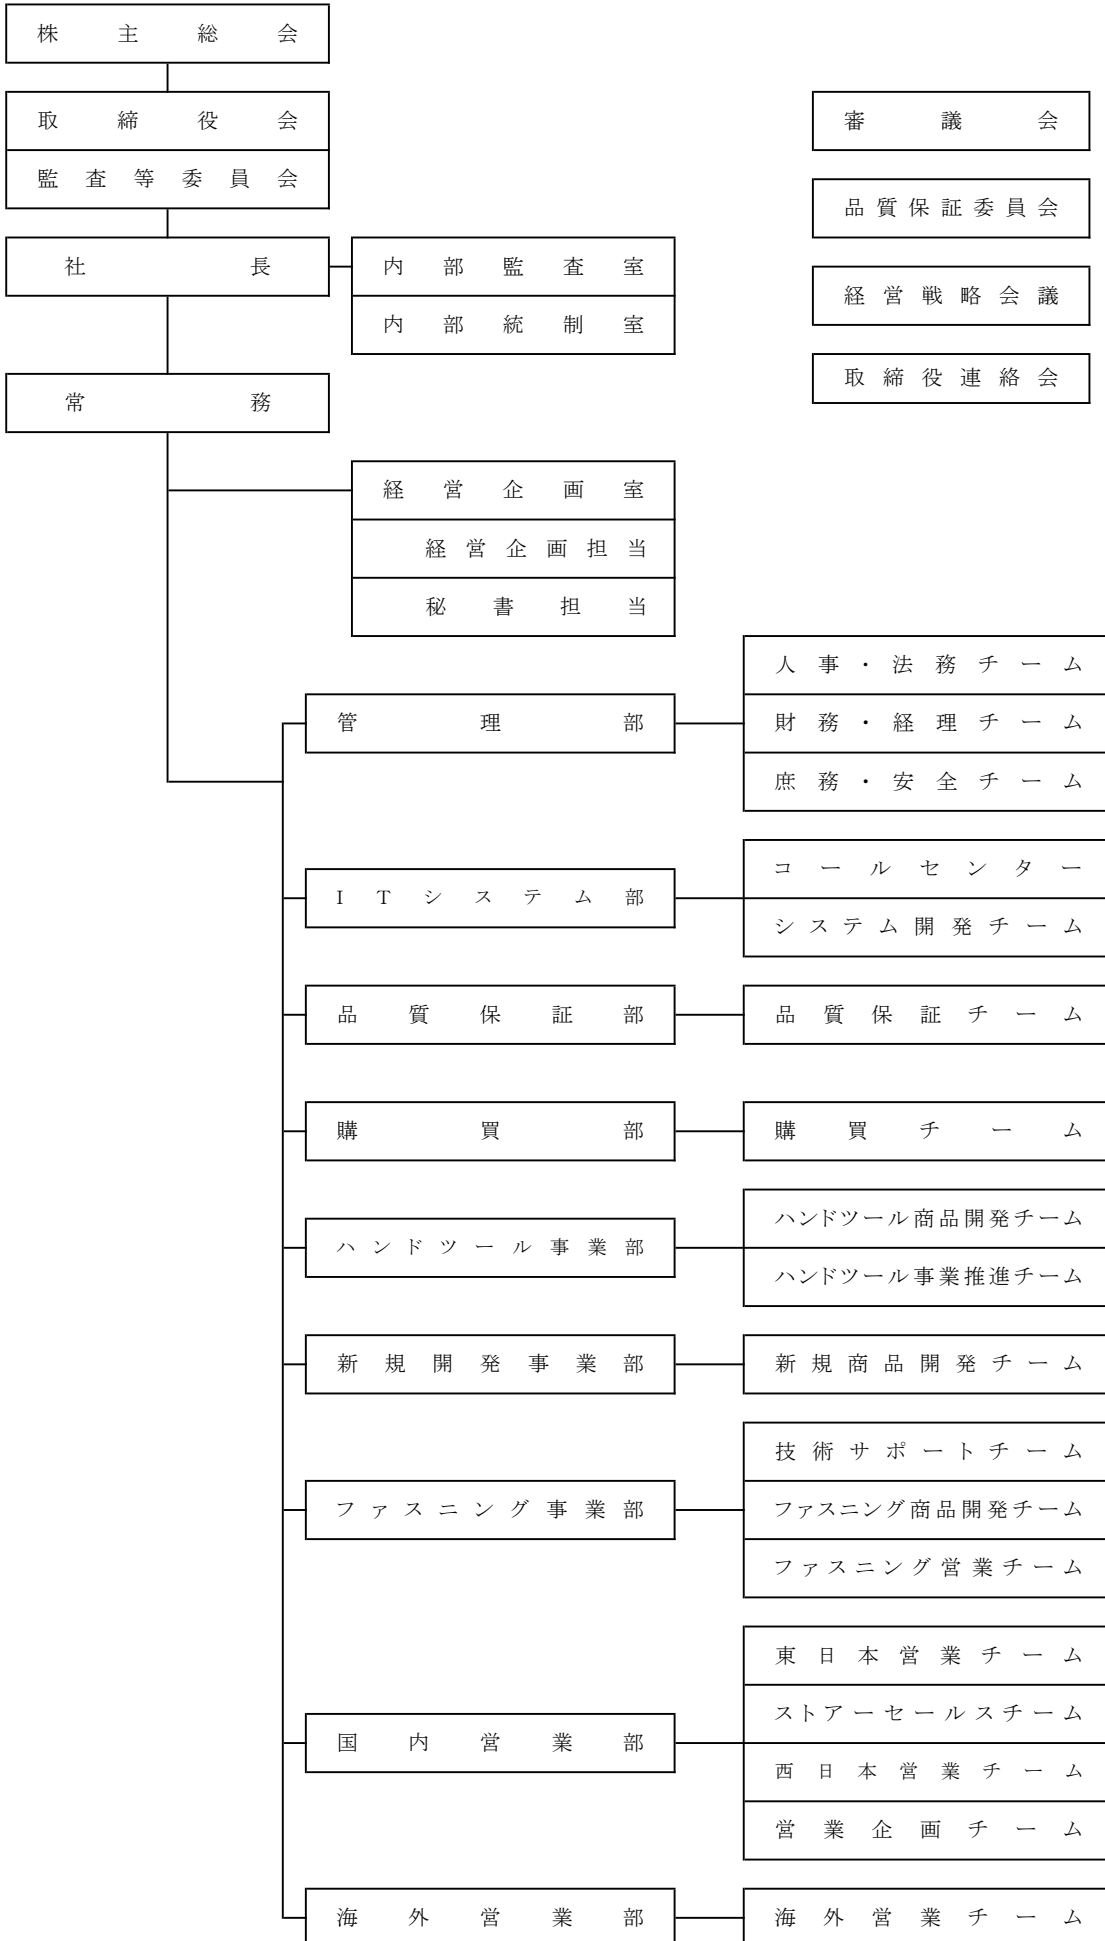 株主総会
取締役会
監査等委員会
審議会
品質保証委員会
経営戦略会議
取締役連絡会
社長
内部監査室
内部統制室
常務
経営企画室
経営企画担当
秘書担当
管理部
人事・法務チーム
財務・経理チーム
庶務・安全チーム
ITシステム部
コールセンター
システム開発チーム
品質保証部
品質保証チーム
購買部
購買チーム
ハンドツール事業部
ハンドツール商品開発チーム
ハンドツール事業推進チーム
新規開発事業部
新規商品開発チーム
ファスニング事業部
技術サポートチーム
ファスニング商品開発チーム
ファスニング営業チーム
国内営業部
東日本営業チーム
ストアーセールスチーム
西日本営業チーム
営業企画チーム
海外営業部
海外営業チーム